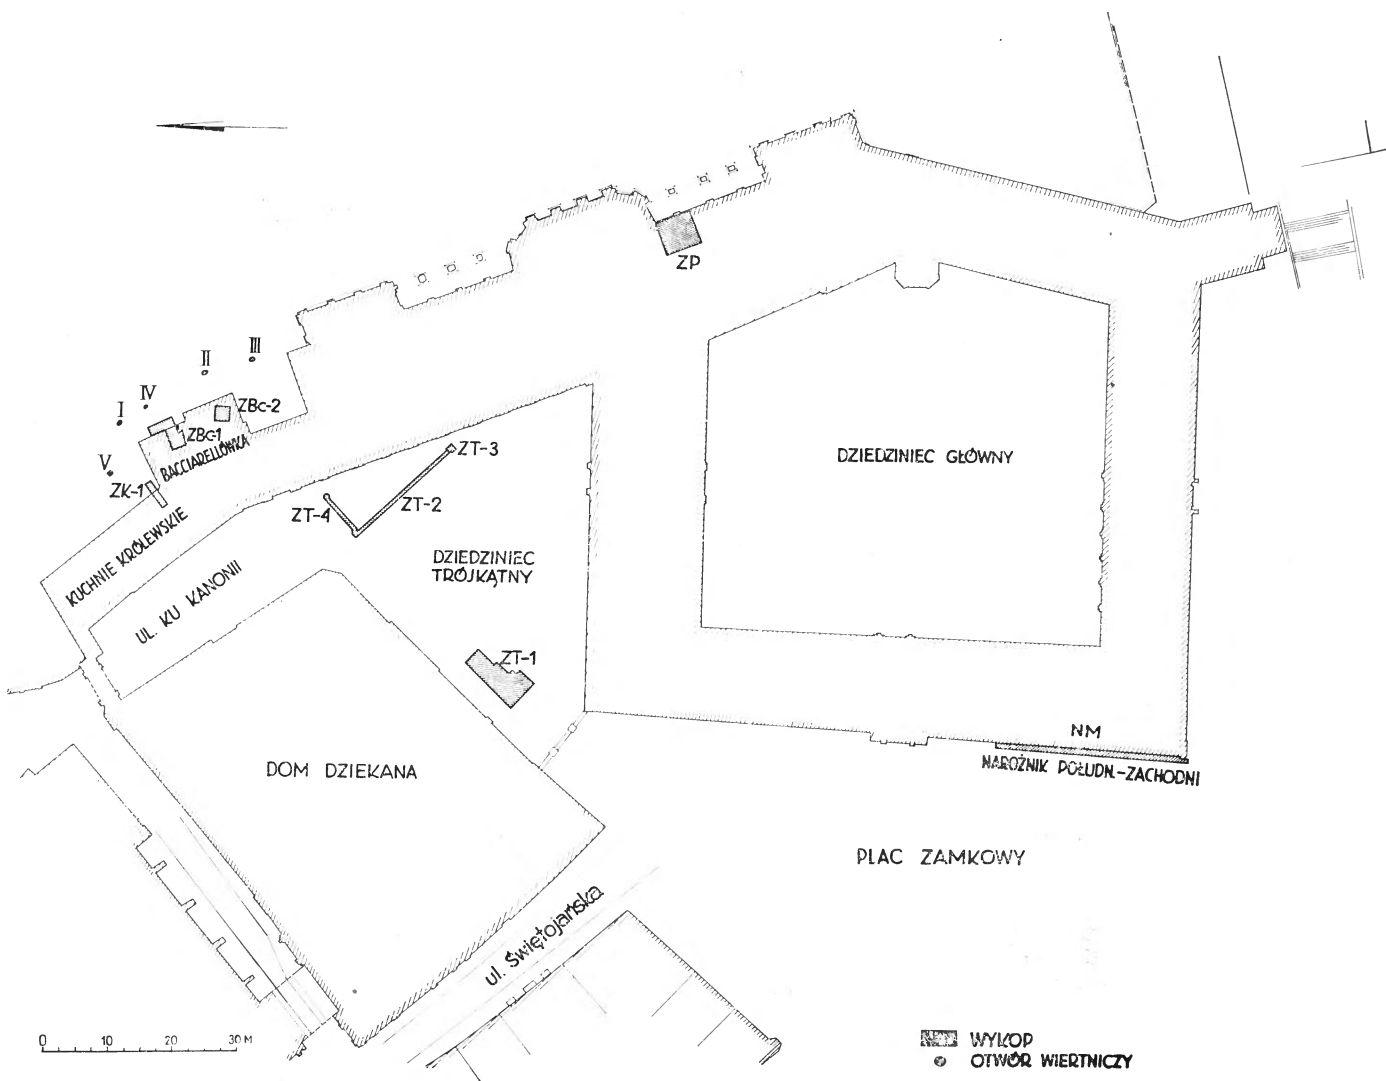 ZP
III
II
IV
I
ZBc-2
ZBc-1
BACCIARELLÓWKA
V
ZK-1
ZT-3
ZT-2
ZT-4
DZIEDZINIEC GŁÓWNY
KUCHNIE KRÓLEWSKIE
UL. KU KANONII
DZIEDZINIEC
TRÓJKĄTNY
ZT-1
NM
NAROŻNIK POŁUDN.-ZACHODNI
DOM DZIEKANA
PLAC ZAMKOWY
ul. Świętojańska
0 10 20 30 M
WYKOP
OTWÓR WIERTNICZY